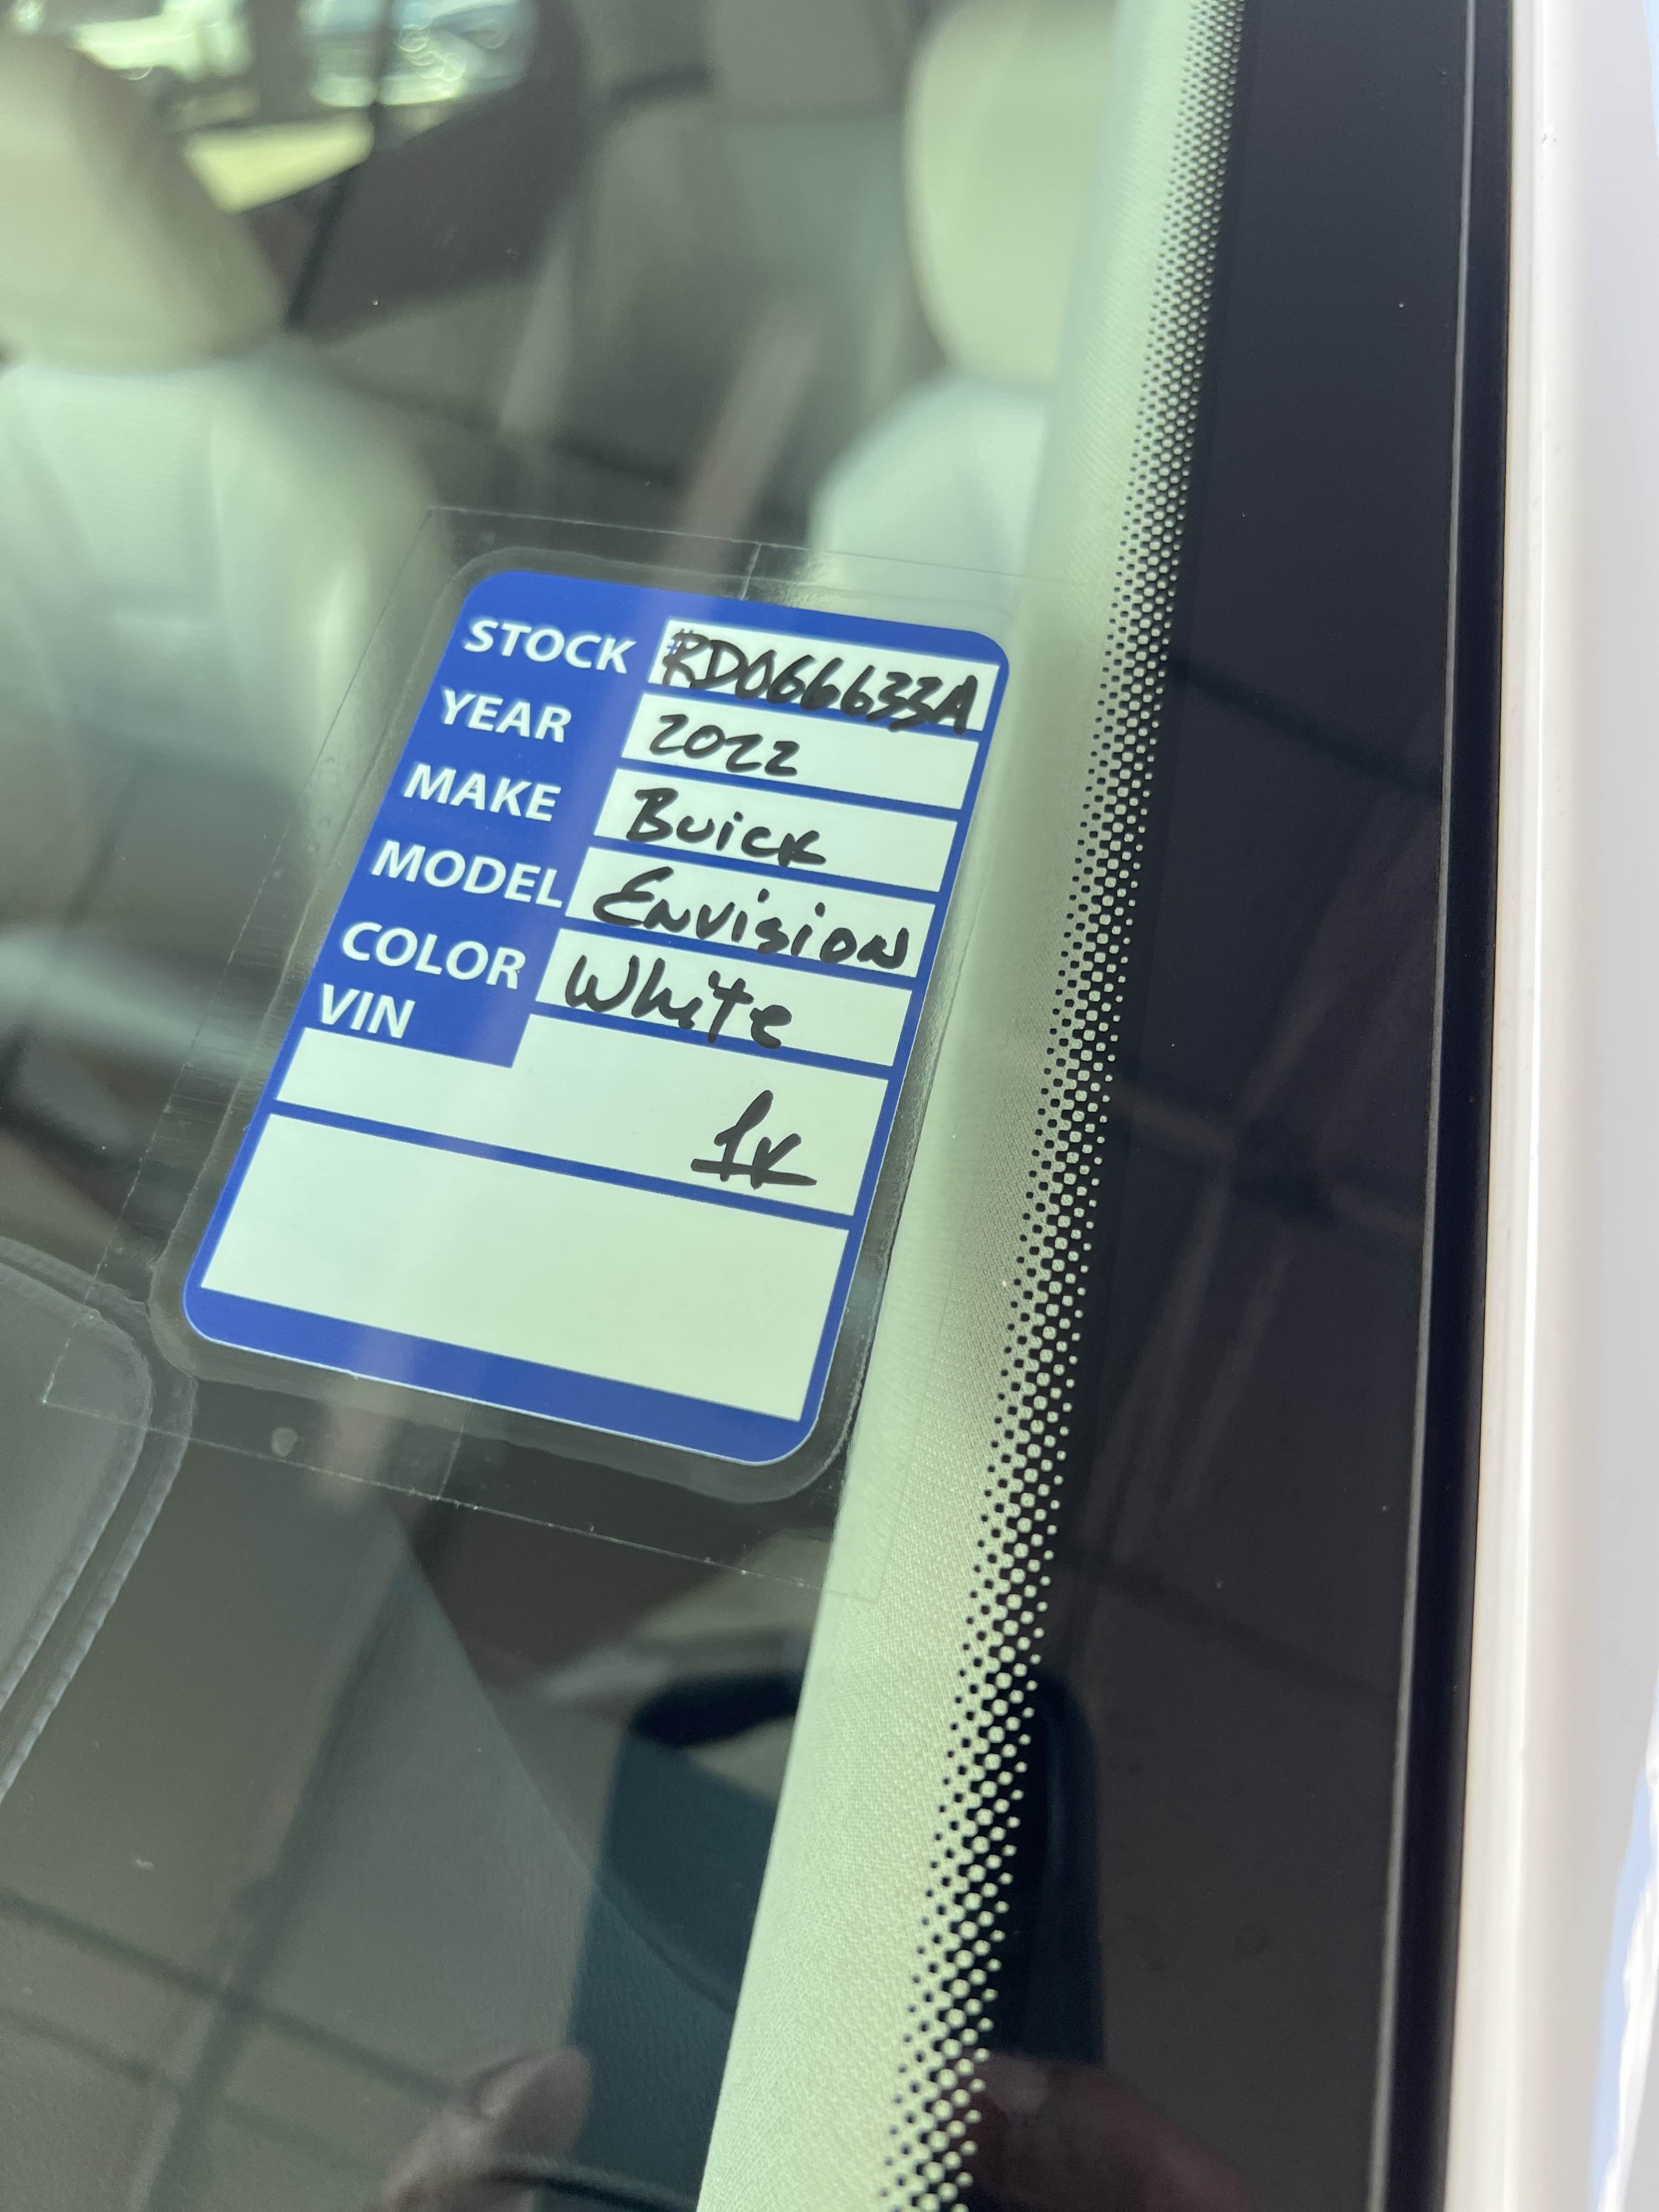 STOCK #RD066633A
YEAR 2022
MAKE Buick
MODEL Envision
COLOR White
VIN
1k